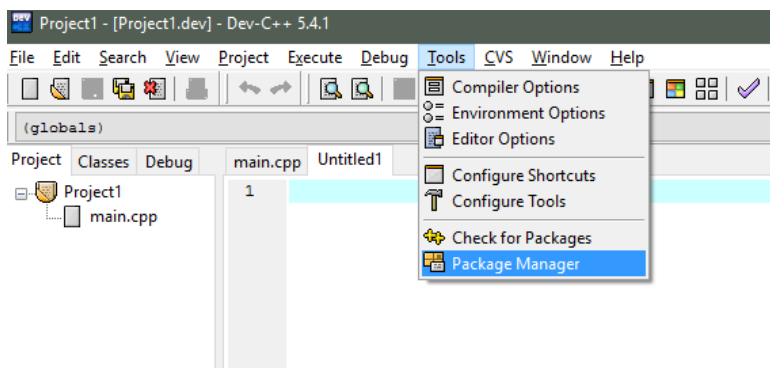 Project1 - [Project1.dev] - Dev-C++ 5.4.1
File Edit Search View Project Execute Debug Tools CVS Window Help
(globals)
Compiler Options
Environment Options
Editor Options
Configure Shortcuts
Configure Tools
Check for Packages
Package Manager
Project Classes Debug
Project1
main.cpp
main.cpp Untitled1
1